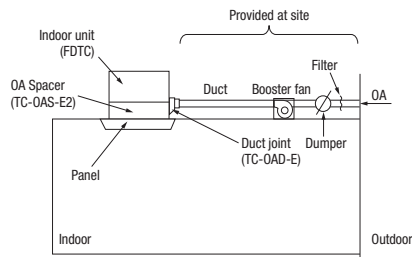 Provided at site
Indoor unit
(FDTC)
Filter
OA Spacer
(TC-OAS-E2)
Duct
Booster fan
OA
Duct joint
(TC-OAD-E)
Dumper
Panel
Indoor
Outdoor